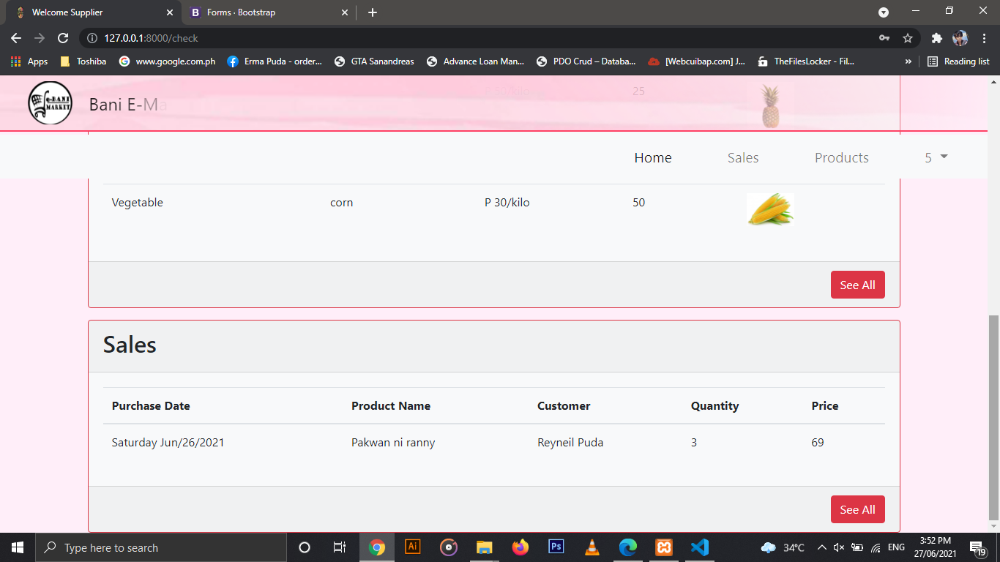 Welcome Supplier
Forms · Bootstrap
127.0.0.1:8000/check
Apps Toshiba www.google.com.ph Erma Puda - order... GTA Sanandreas Advance Loan Man... PDO Crud – Databa... [Webcuibap.com] J... TheFilesLocker - Fil... » Reading list
e-BANI MARKET
Bani E-Ma
25
Home Sales Products 5
Vegetable corn P 30/kilo 50
See All
Sales
Purchase Date Product Name Customer Quantity Price
Saturday Jun/26/2021 Pakwan ni ranny Reyneil Puda 3 69
See All
Type here to search
Ai
Ps
34°C
ENG
3:52 PM
27/06/2021
19